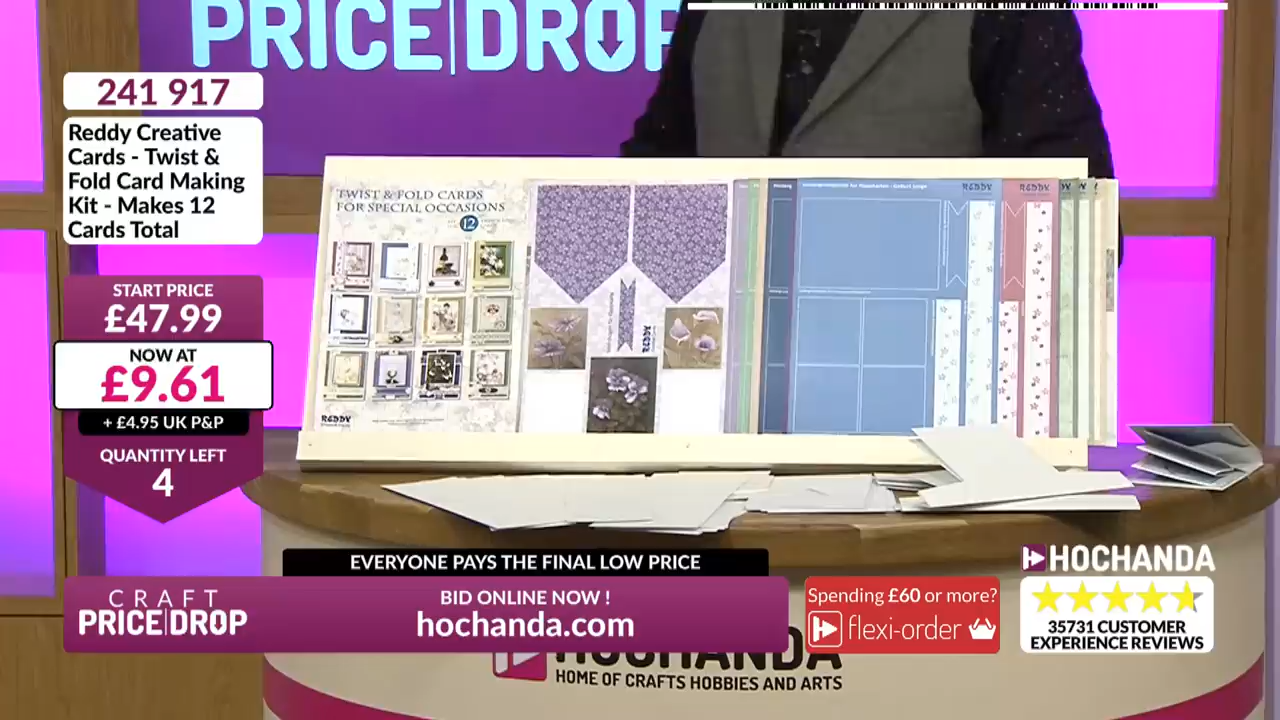 PRICE DROP
241 917
Reddy Creative
Cards - Twist &
Fold Card Making
Kit - Makes 12
Cards Total
START PRICE
£47.99
NOW AT
£9.61
+ £4.95 UK P&P
QUANTITY LEFT
4
TWIST & FOLD CARDS
FOR SPECIAL OCCASIONS
12
REDDY
REDDY
REDDY
REDDY
EVERYONE PAYS THE FINAL LOW PRICE
CRAFT
PRICE DROP
BID ONLINE NOW !
hochanda.com
Spending £60 or more?
flexi-order
HOCHANDA
35731 CUSTOMER
EXPERIENCE REVIEWS
HOCHANDA
HOME OF CRAFTS HOBBIES AND ARTS